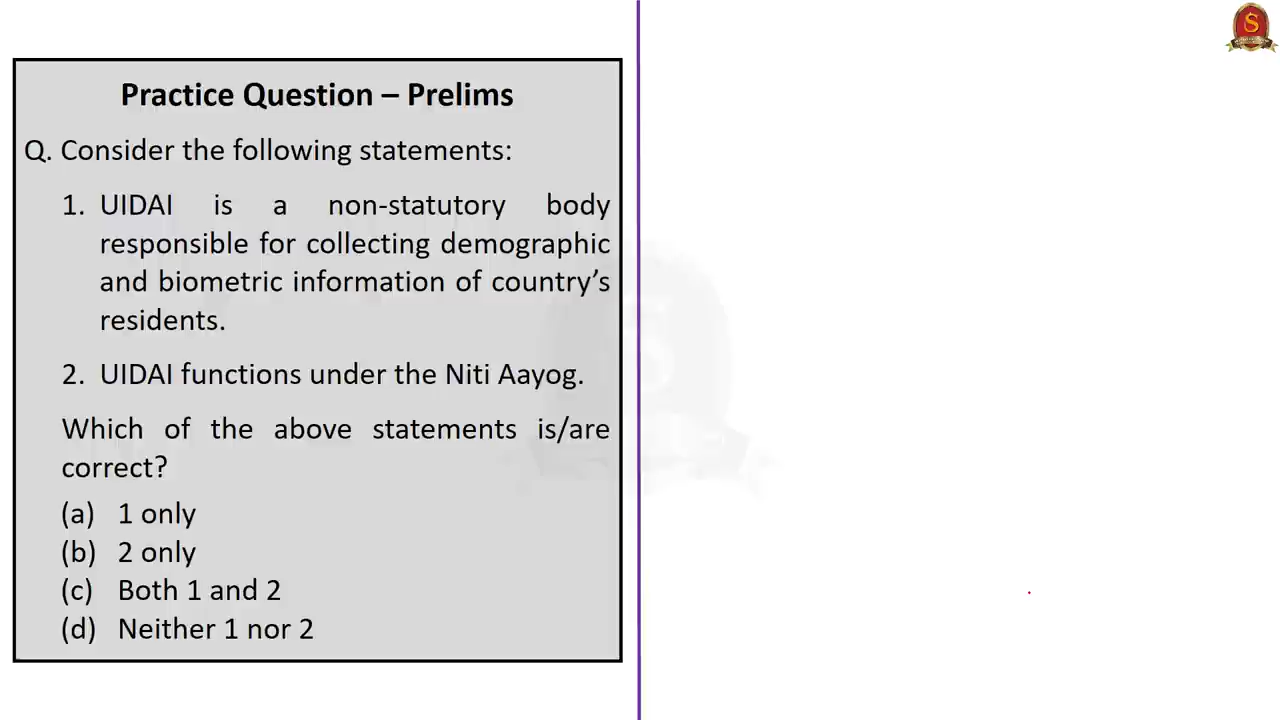 Practice Question – Prelims
Q. Consider the following statements:
1. UIDAI is a non-statutory body
responsible for collecting demographic
and biometric information of country’s
residents.
2. UIDAI functions under the Niti Aayog.
Which of the above statements is/are
correct?
(a) 1 only
(b) 2 only
(c) Both 1 and 2
(d) Neither 1 nor 2
S